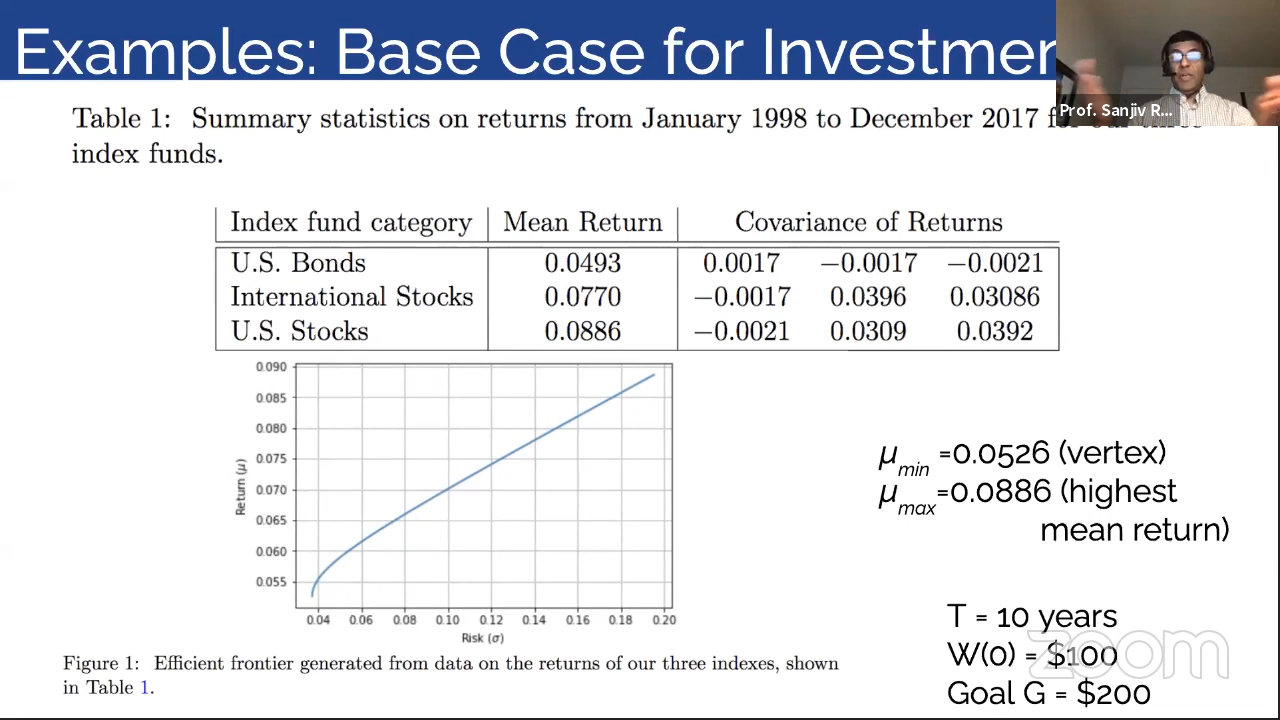 Examples: Base Case for Investmen
Prof. Sanjiv R...
Table 1: Summary statistics on returns from January 1998 to December 2017 for our three
index funds.
Index fund category Mean Return Covariance of Returns
U.S. Bonds 0.0493 0.0017 −0.0017 −0.0021
International Stocks 0.0770 −0.0017 0.0396 0.03086
U.S. Stocks 0.0886 −0.0021 0.0309 0.0392
0.090
0.085
0.080
0.075
0.070
0.065
0.060
0.055
Return (μ)
0.04 0.06 0.08 0.10 0.12 0.14 0.16 0.18 0.20
Risk (σ)
Figure 1: Efficient frontier generated from data on the returns of our three indexes, shown
in Table 1.
μmin =0.0526 (vertex)
μmax=0.0886 (highest
mean return)
T = 10 years
W(0) = $100
Goal G = $200
zoom